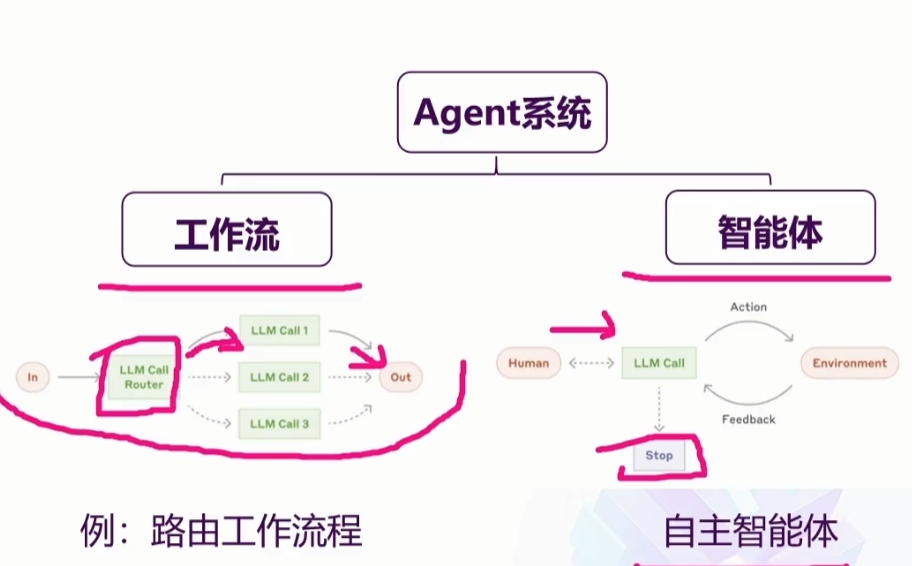 Agent系统
工作流
智能体
In
LLM Call
Router
LLM Call 1
LLM Call 2
LLM Call 3
Out
Human
LLM Call
Action
Environment
Feedback
Stop
例：路由工作流程
自主智能体